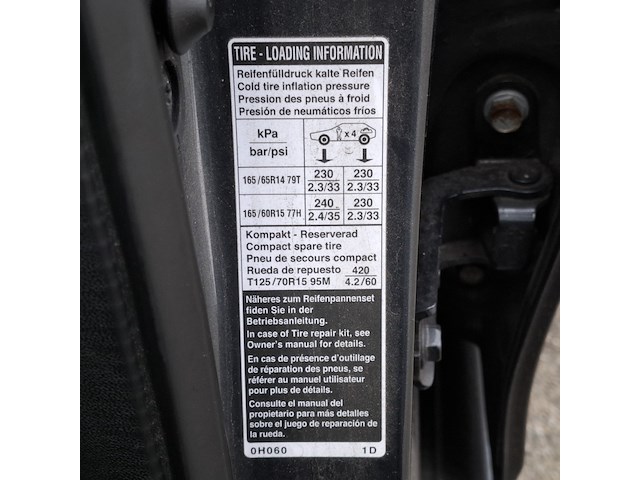 TIRE - LOADING INFORMATION
Reifenfülldruck kalte Reifen
Cold tire inflation pressure
Pression des pneus à froid
Presión de neumáticos fríos
kPa
bar/psi
x 4
165/65R14 79T 230 2.3/33 230 2.3/33
165/60R15 77H 240 2.4/35 230 2.3/33
Kompakt - Reserverad
Compact spare tire
Pneu de secours compact
Rueda de repuesto 420
T125/70R15 95M 4.2/60
Näheres zum Reifenpannenset
fiden Sie in der
Betriebsanleitung.
In case of Tire repair kit, see
Owner's manual for details.
En cas de présence d'outillage
de réparation des pneus, se
référer au manuel utilisateur
pour plus de détails.
Consulte el manual del
propietario para más detalles
sobre el juego de reparación de
la rueda.
0H060 1D